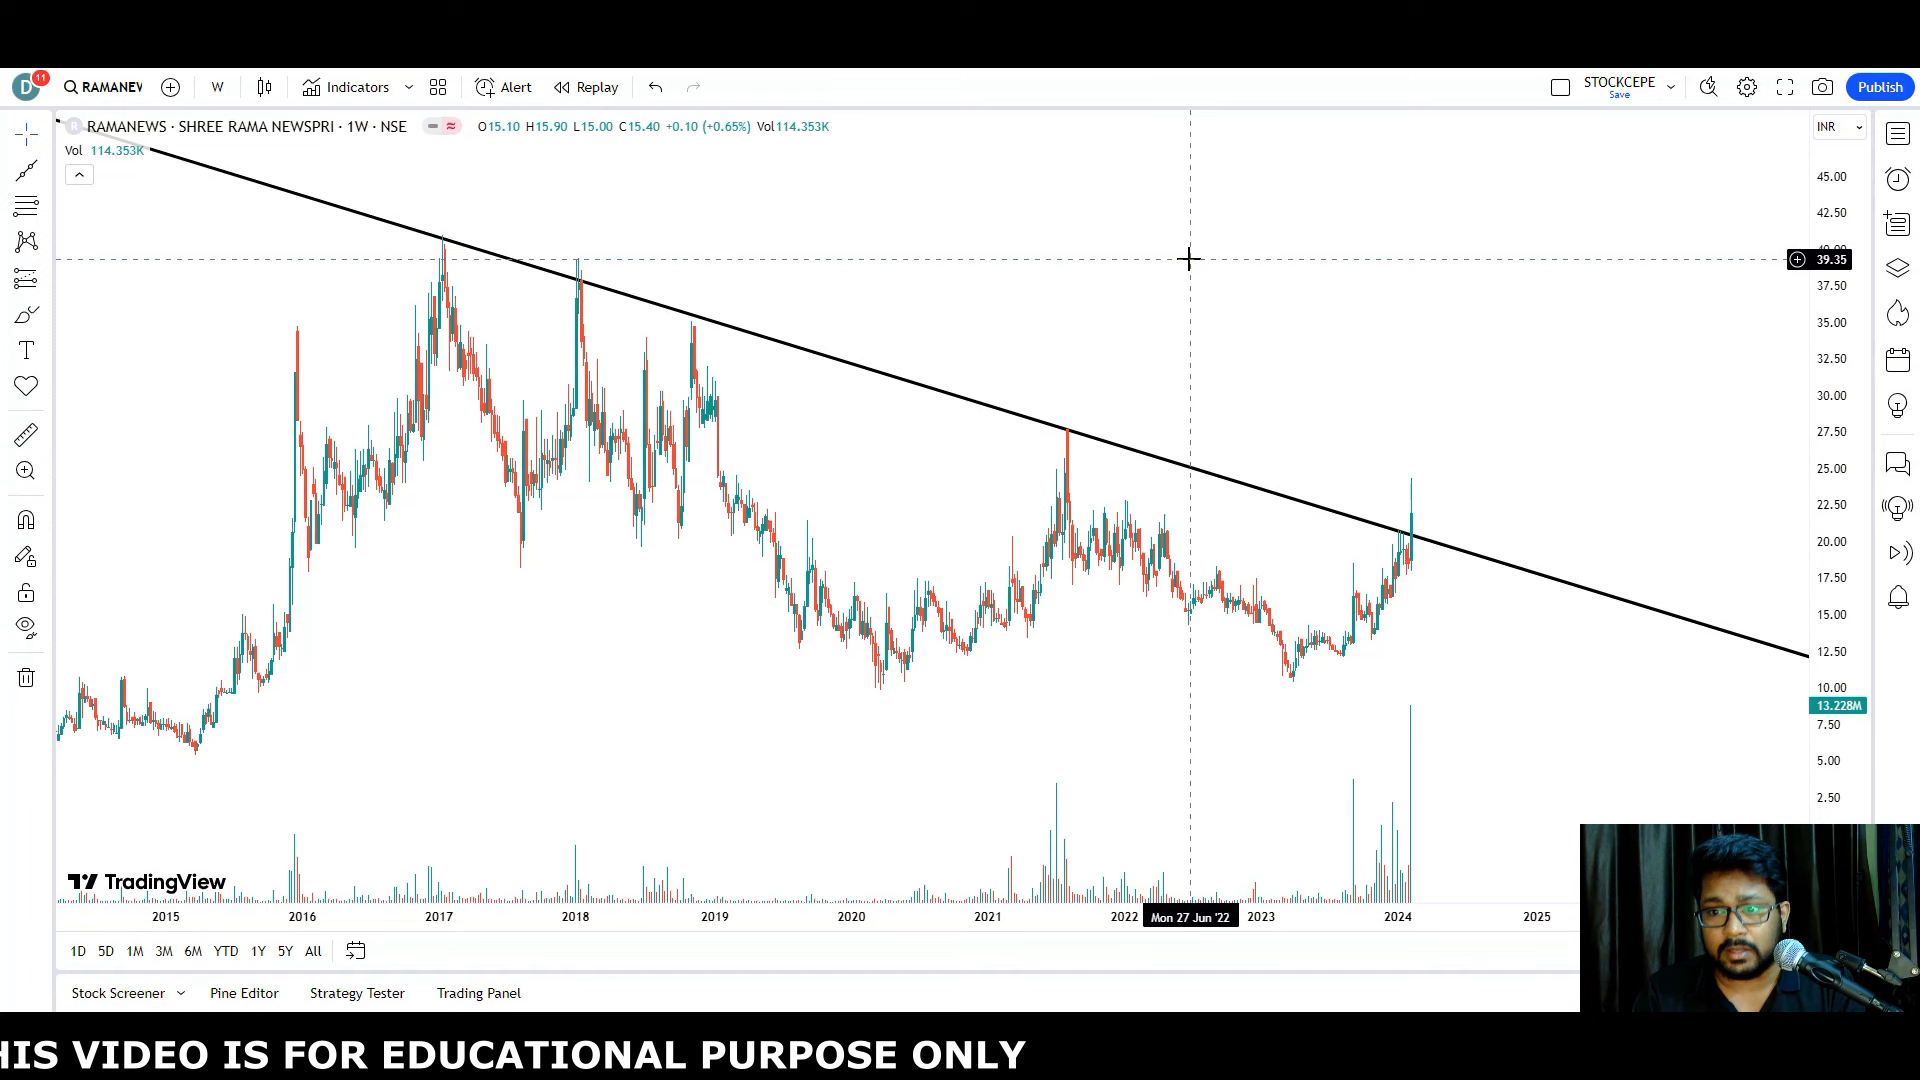 D 11 RAMANEW W Indicators Alert Replay STOCKCEPE Save Publish
RAMANEWS · SHREE RAMA NEWSPRI · 1W · NSE O15.10 H15.90 L15.00 C15.40 +0.10 (+0.65%) Vol114.353K INR
Vol 114.353K
45.00
42.50
39.35
37.50
35.00
32.50
30.00
27.50
25.00
22.50
20.00
17.50
15.00
12.50
10.00
13.228M
7.50
5.00
2.50
TradingView
2015 2016 2017 2018 2019 2020 2021 2022 Mon 27 Jun '22 2023 2024 2025
1D 5D 1M 3M 6M YTD 1Y 5Y All
Stock Screener Pine Editor Strategy Tester Trading Panel
HIS VIDEO IS FOR EDUCATIONAL PURPOSE ONLY